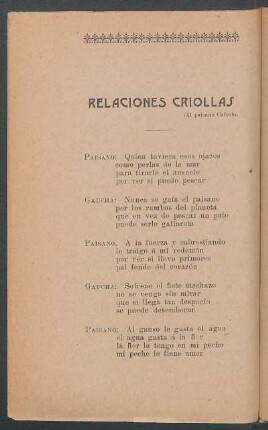 RELACIONES CRIOLLAS
(Al paisano Calisto)
PAISANO: Quien tuviera esos ojazos
como perlas de la mar
para tirarle el anzuelo
por ver si puedo pescar
GAUCHA: Nunca se guía el paisano
por los rumbos del planeta
que en vez de pescar un pato
puede serlo gallareta
PAISANO. A la fuerza y
le traigo á mi redomón
por ver si llevo primores
pal fondo del corazón
GAUCHA: Sofrene el flete machazo
no se venga sin mirar
que si llega tan despacio
se puede desembocar.
PAISANO: Al ganso le gusta el agua
el agua gusta á la flor
la flor la tengo en mi pecho
mi pecho le tiene amor